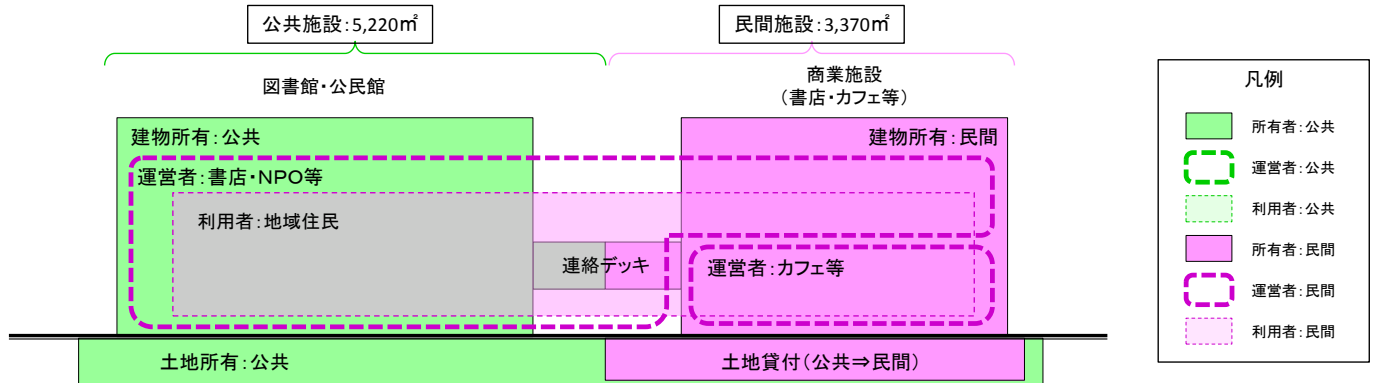 公共施設:5,220㎡
民間施設:3,370㎡
図書館・公民館
商業施設
(書店・カフェ等)
建物所有:公共
建物所有:民間
運営者:書店・NPO等
利用者:地域住民
連絡デッキ
運営者:カフェ等
土地所有:公共
土地貸付(公共⇒民間)
凡例
所有者:公共
運営者:公共
利用者:公共
所有者:民間
運営者:民間
利用者:民間